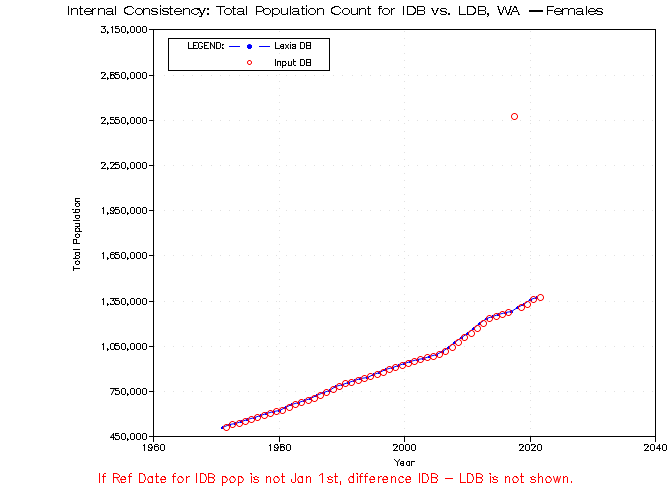 Internal Consistency: Total Population Count for IDB vs. LDB, WA — Females
3,150,000
2,850,000
2,550,000
2,250,000
1,950,000
1,650,000
1,350,000
1,050,000
750,000
450,000
Total Population
LEGEND: Lexis DB
Input DB
1960 1980 2000 2020 2040
Year
If Ref Date for IDB pop is not Jan 1st, difference IDB – LDB is not shown.